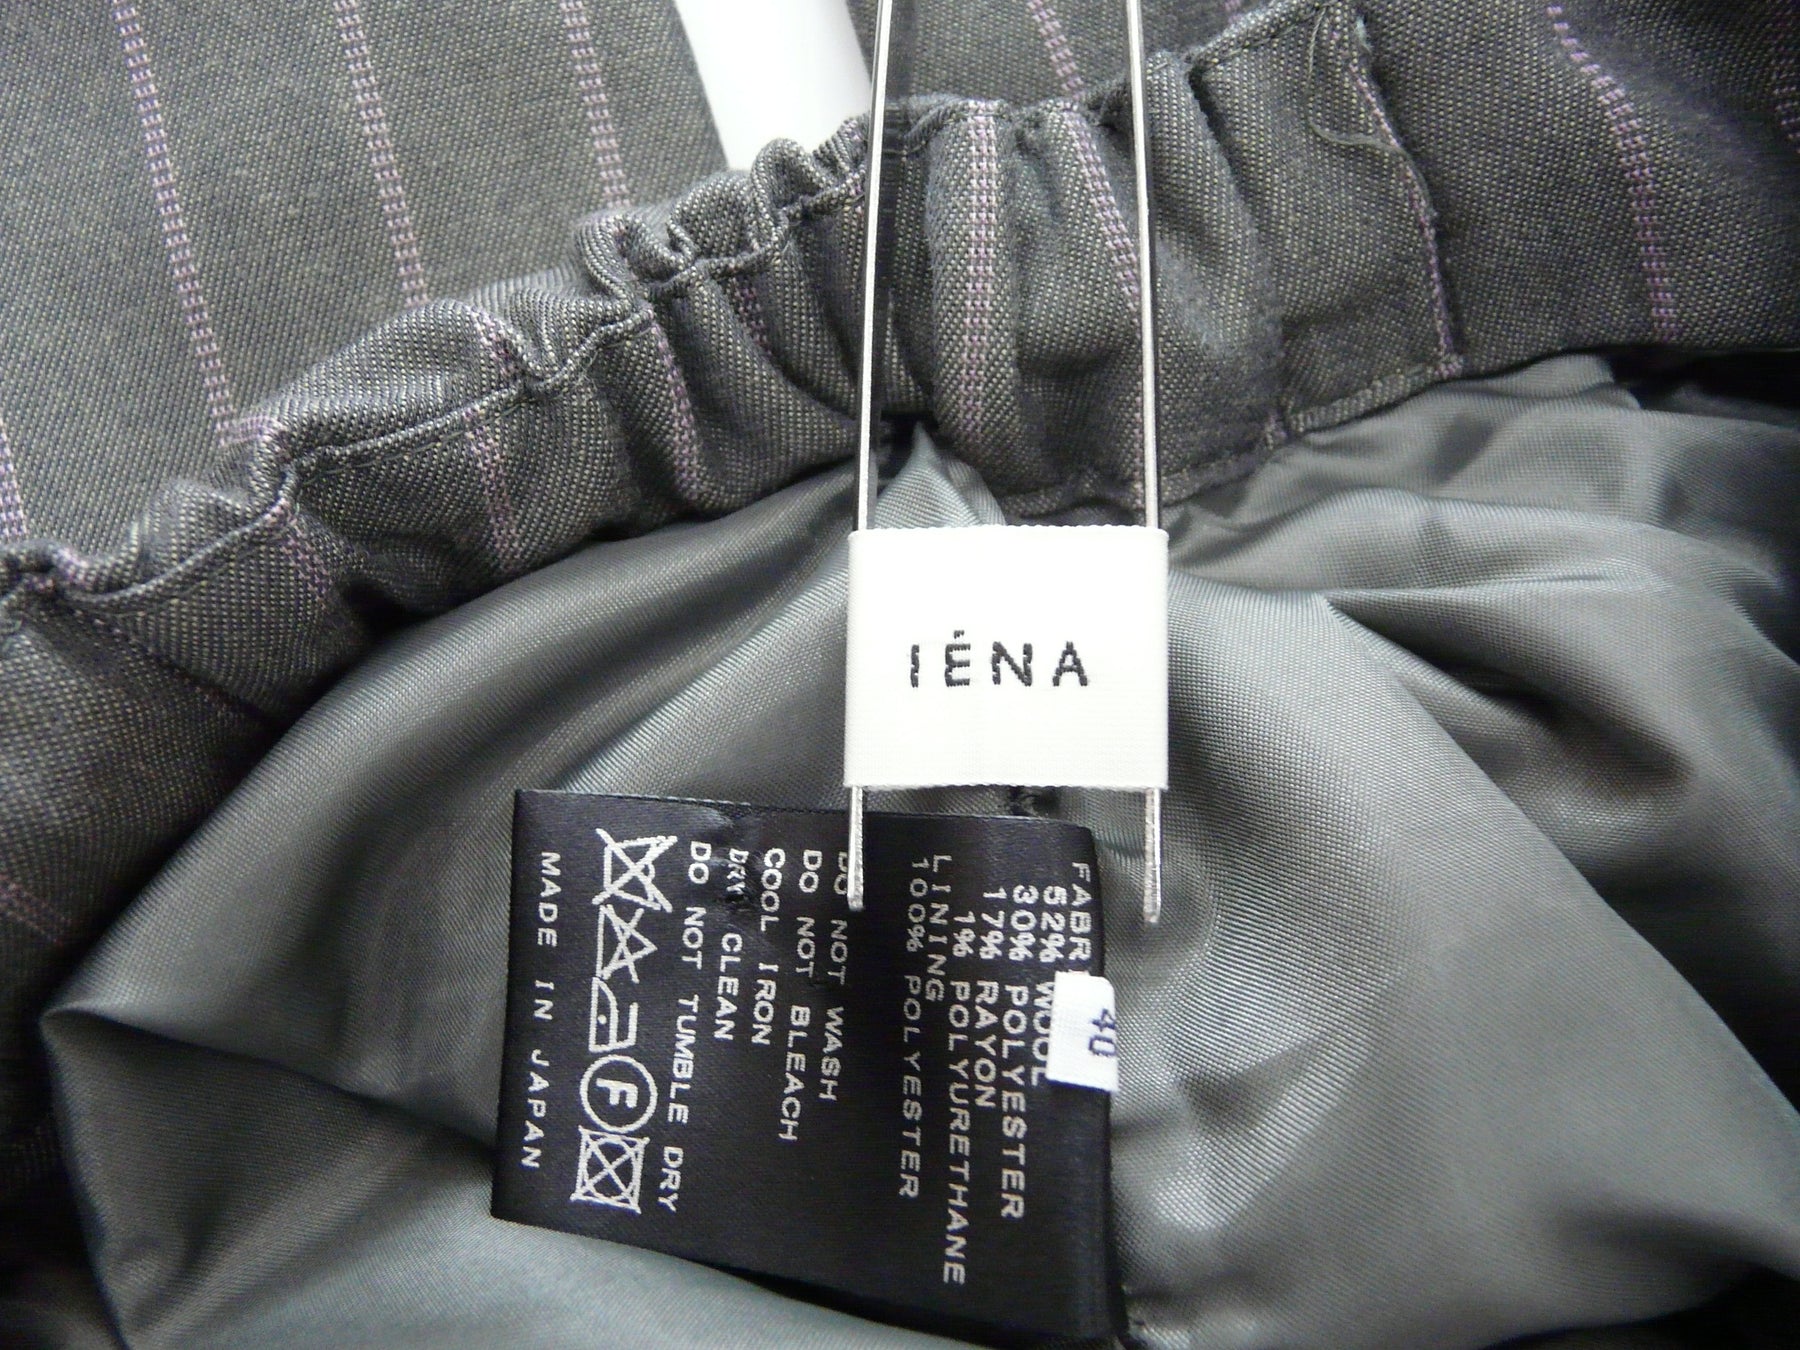 IÉNA
40
FABRI
52% WOOL
30% POLYESTER
17% RAYON
1% POLYURETHANE
LINING
100% POLYESTER
DO NOT WASH
DO NOT BLEACH
COOL IRON
DRY CLEAN
DO NOT TUMBLE DRY
F
MADE IN JAPAN